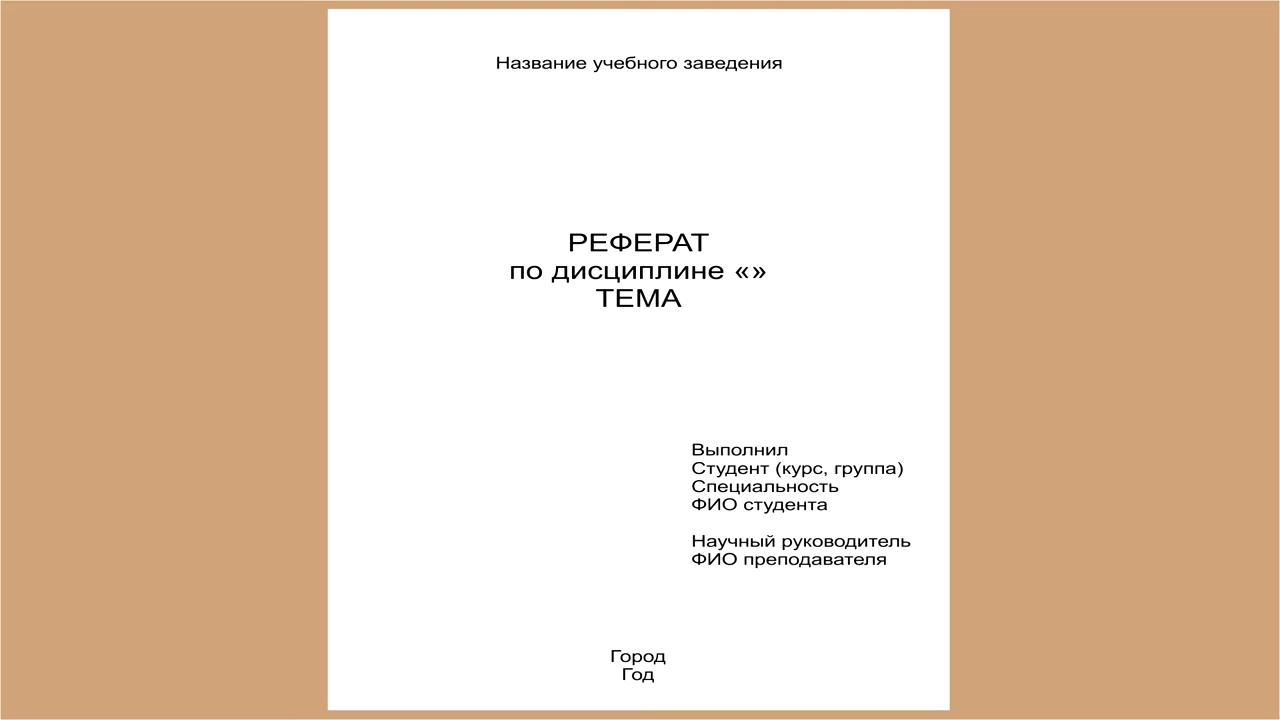 Название учебного заведения
РЕФЕРАТ
по дисциплине «»
ТЕМА
Выполнил
Студент (курс, группа)
Специальность
ФИО студента
Научный руководитель
ФИО преподавателя
Город
Год